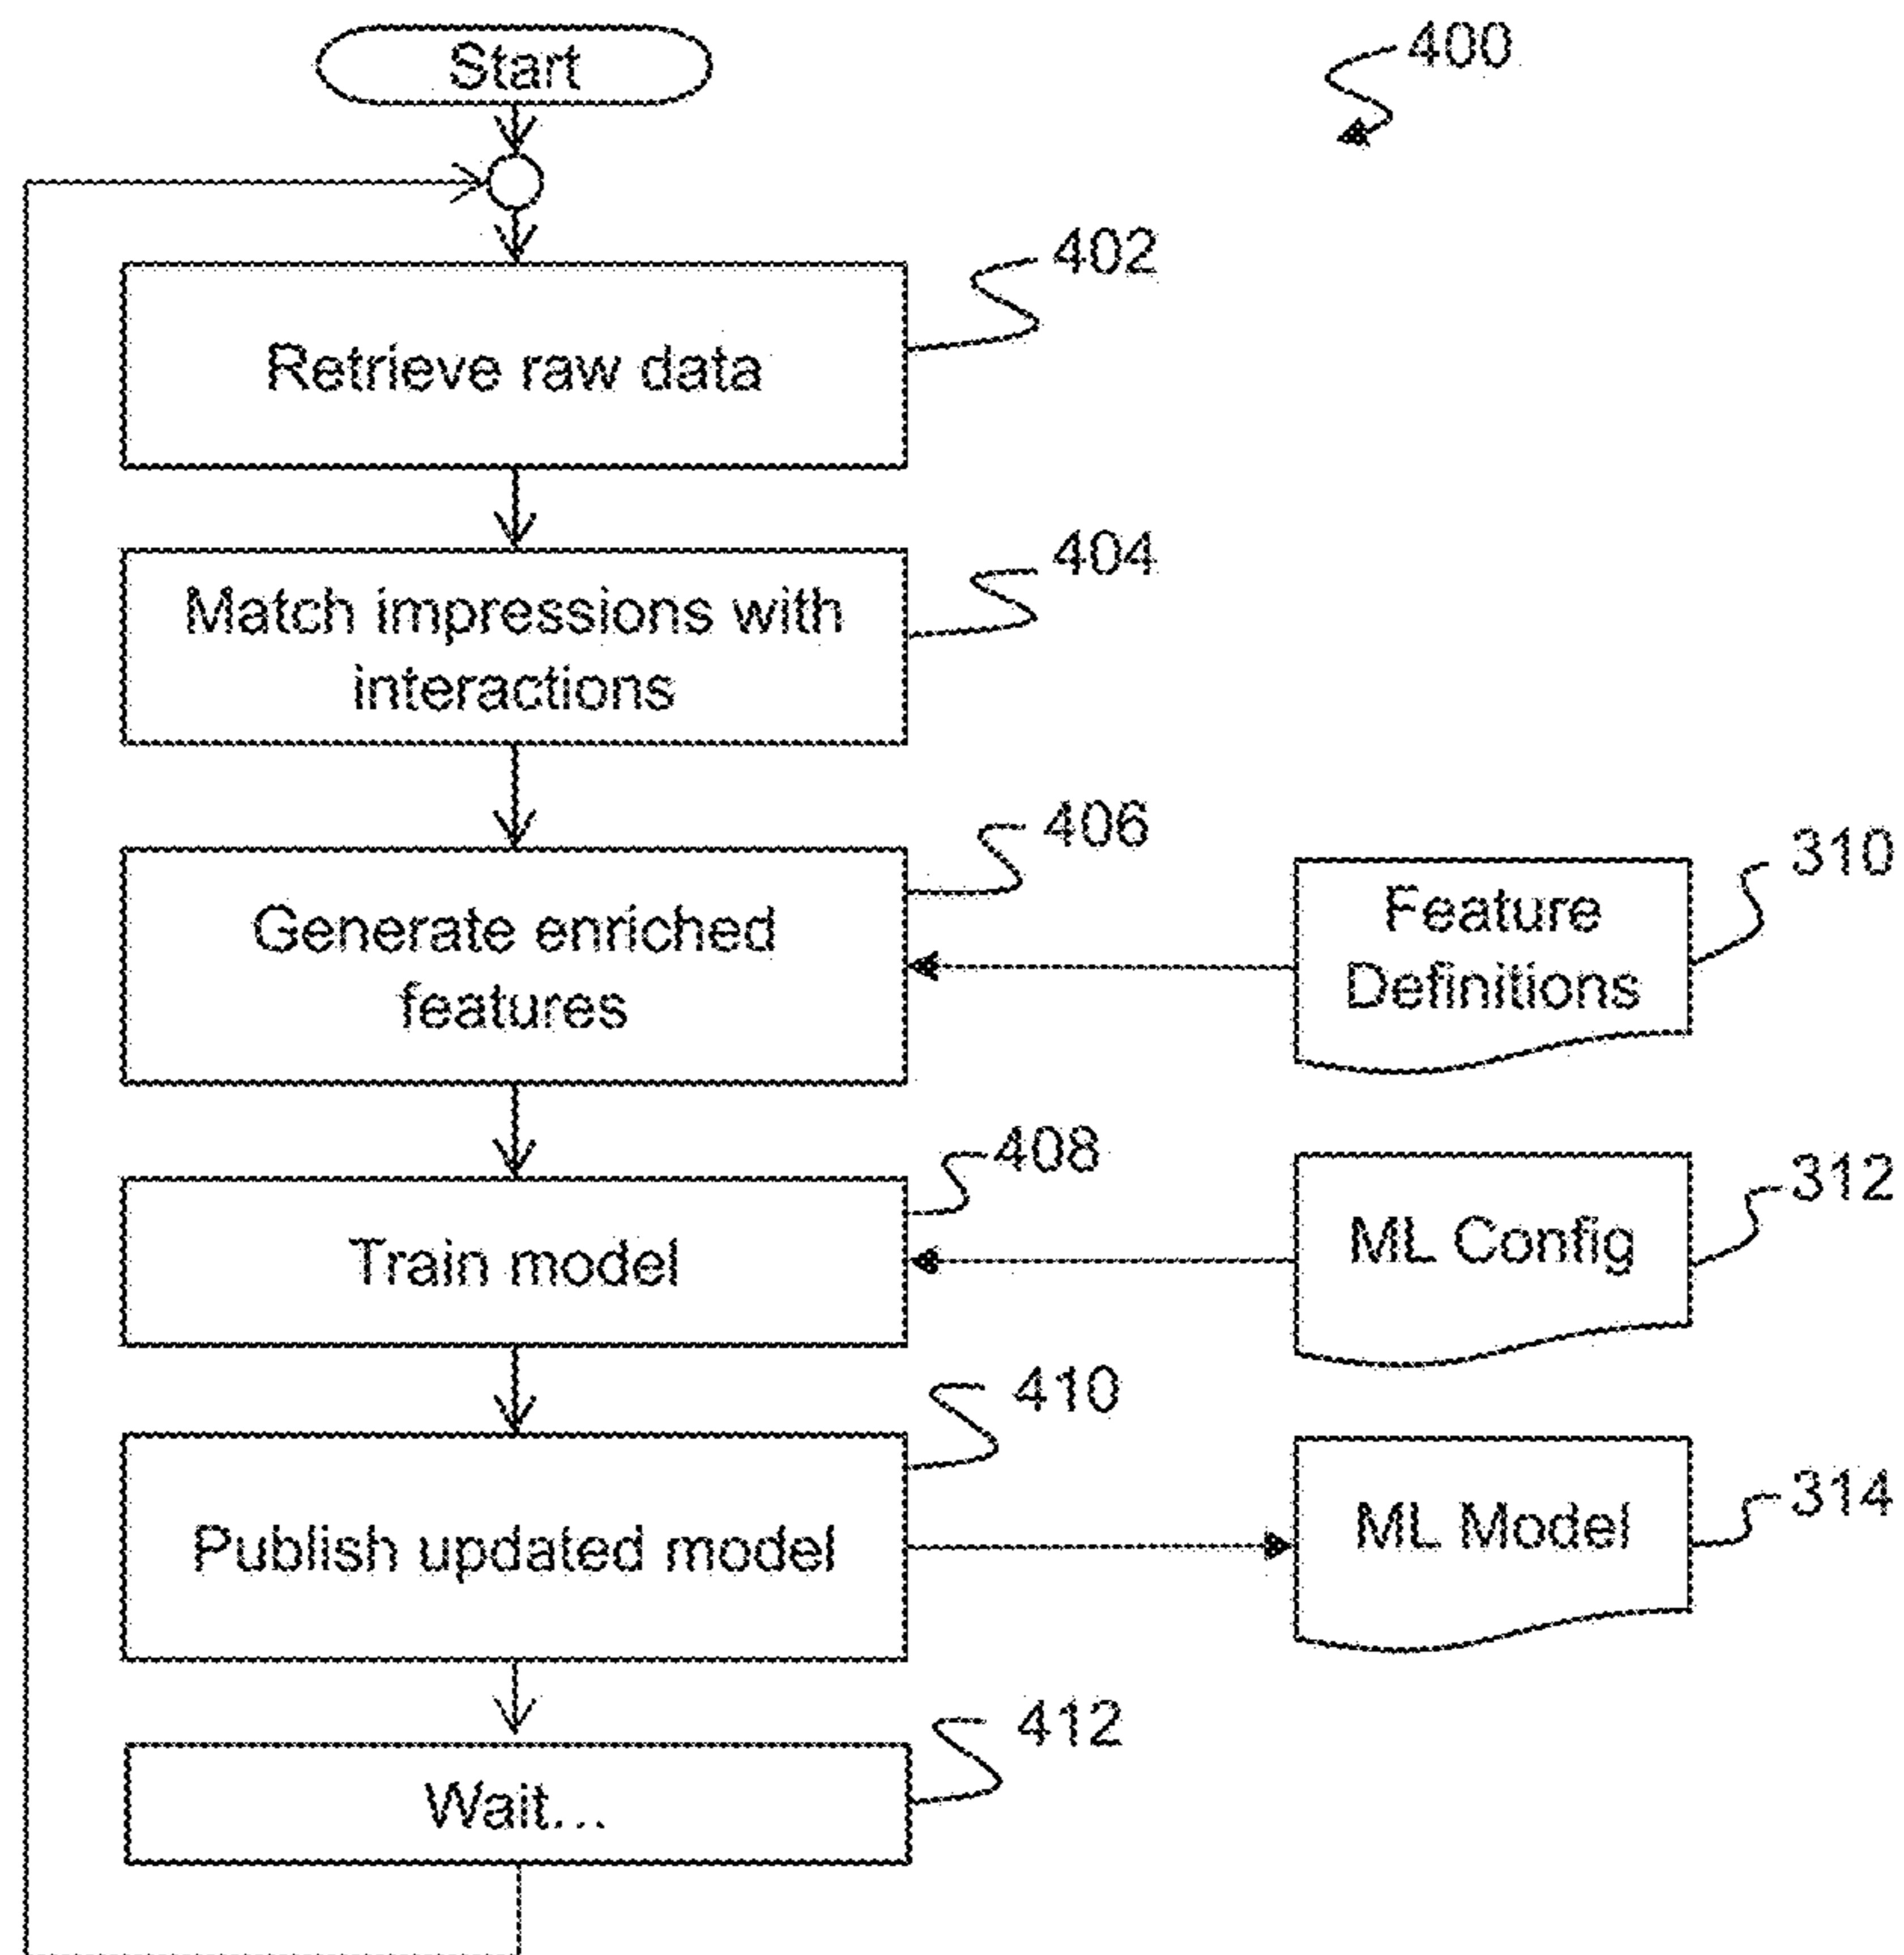 Start
400
402
Retrieve raw data
404
Match impressions with
interactions
406
Generate enriched
features
310
Feature
Definitions
408
Train model
312
ML Config
410
Publish updated model
314
ML Model
412
Wait...